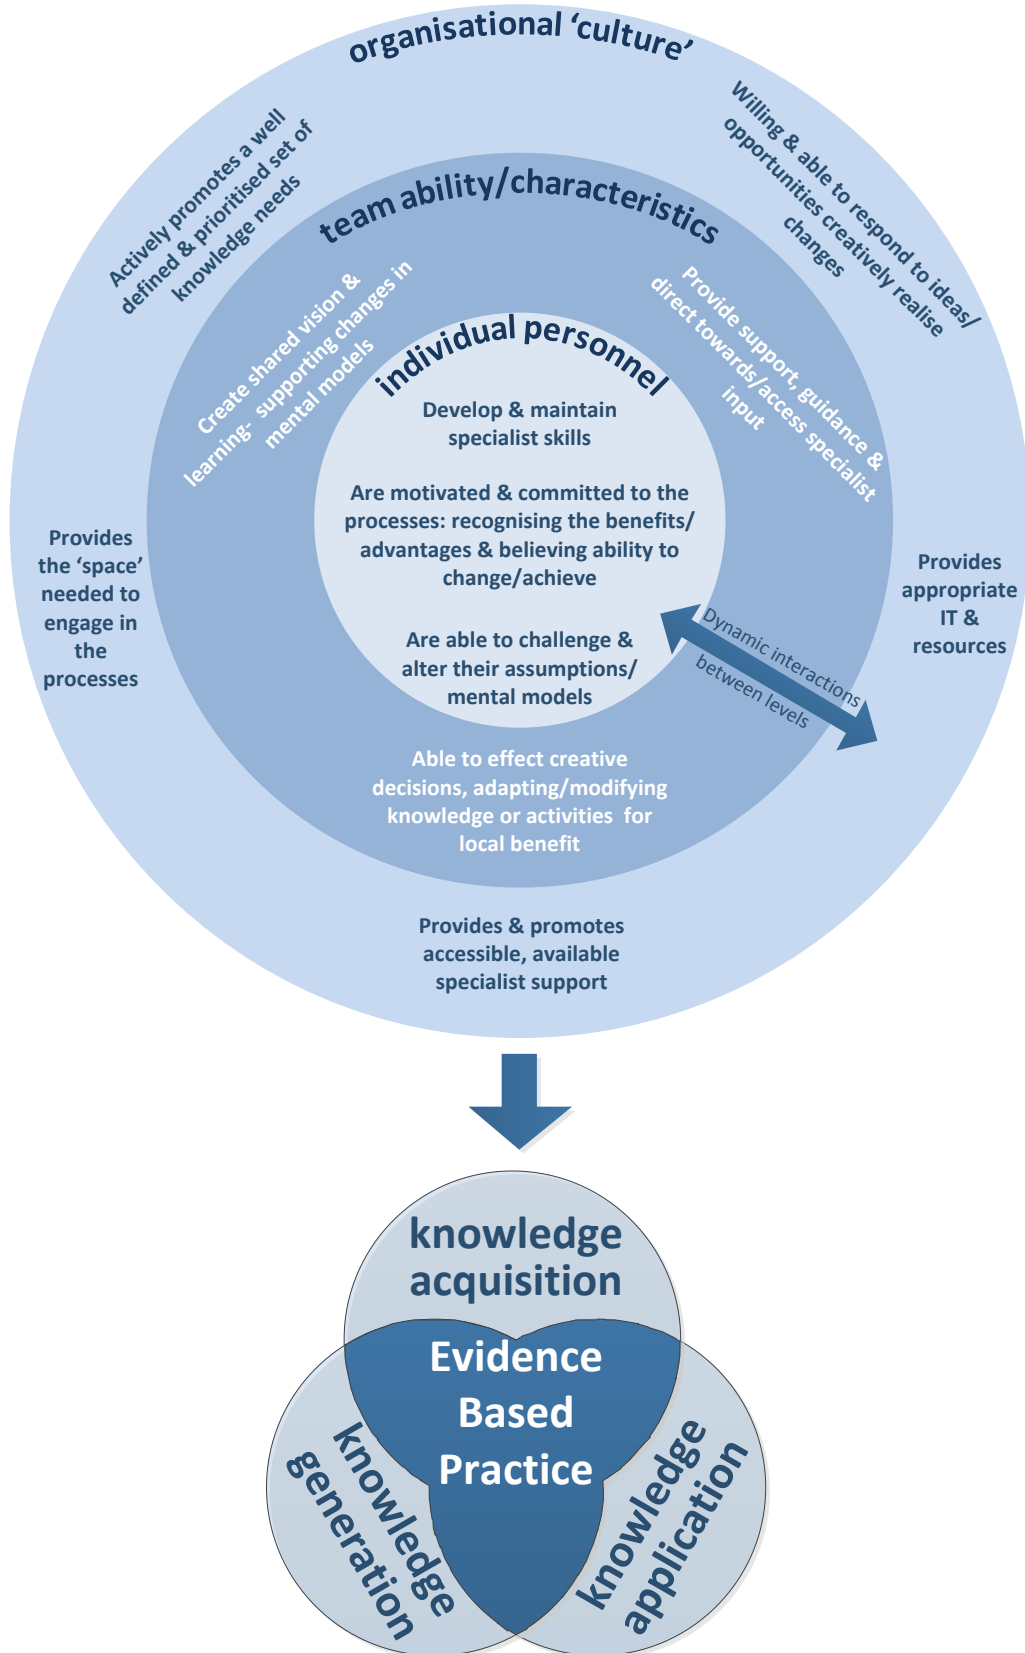 organisational ‘culture’
Actively promotes a well
defined & prioritised set of
knowledge needs
Willing & able to respond to ideas/
opportunities creatively realise
changes
team ability/characteristics
Create shared vision &
learning-  supporting changes in
mental models
Provide support, guidance &
direct towards/access specialist
input
individual personnel
Develop & maintain
specialist skills
Are motivated & committed to the
processes: recognising the benefits/
advantages & believing ability to
change/achieve
Are able to challenge &
alter their assumptions/
mental models
Provides
the ‘space’
needed to
engage in
the
processes
Provides
appropriate
IT &
resources
Dynamic interactions
between levels
Able to effect creative
decisions, adapting/modifying
knowledge or activities  for
local benefit
Provides & promotes
accessible, available
specialist support
knowledge
acquisition
Evidence
Based
Practice
knowledge
generation
knowledge
application